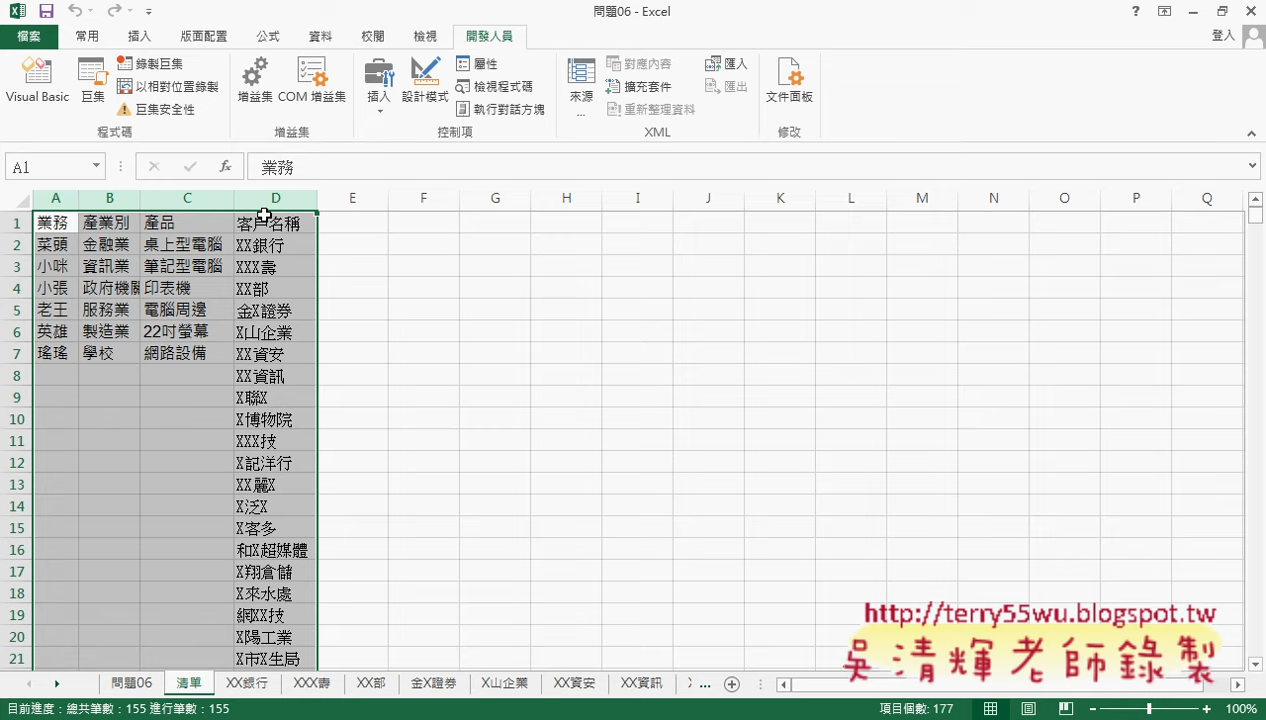 問題06 - Excel
登入
檔案 常用 插入 版面配置 公式 資料 校閱 檢視 開發人員
Visual Basic 巨集 錄製巨集 以相對位置錄製 巨集安全性 程式碼
增益集 COM 增益集 增益集
插入 設計模式 屬性 檢視程式碼 執行對話方塊 控制項
來源 ... 對應內容 擴充套件 重新整理資料 匯入 匯出 XML
文件面板 修改
A1 fx 業務
A B C D E F G H I J K L M N O P Q
1 業務 產業別 產品 客戶名稱
2 菜頭 金融業 桌上型電腦 XX銀行
3 小咪 資訊業 筆記型電腦 XXX壽
4 小張 政府機關 印表機 XX部
5 老王 服務業 電腦周邊 金X證券
6 英雄 製造業 22吋螢幕 X山企業
7 瑤瑤 學校 網路設備 XX資安
8 XX資訊
9 X聯X
10 X博物院
11 XXX技
12 X記洋行
13 XX麗X
14 X泛X
15 X客多
16 和X超媒體
17 X翔倉儲
18 X來水處
19 網XX技
20 X陽工業
21 X市X生局
http://terry55wu.blogspot.tw
吳清輝老師錄製
問題06 清單 XX銀行 XXX壽 XX部 金X證券 X山企業 XX資安 XX資訊 ...
目前進度：總共筆數：155 進行筆數：155 項目個數: 177 100%